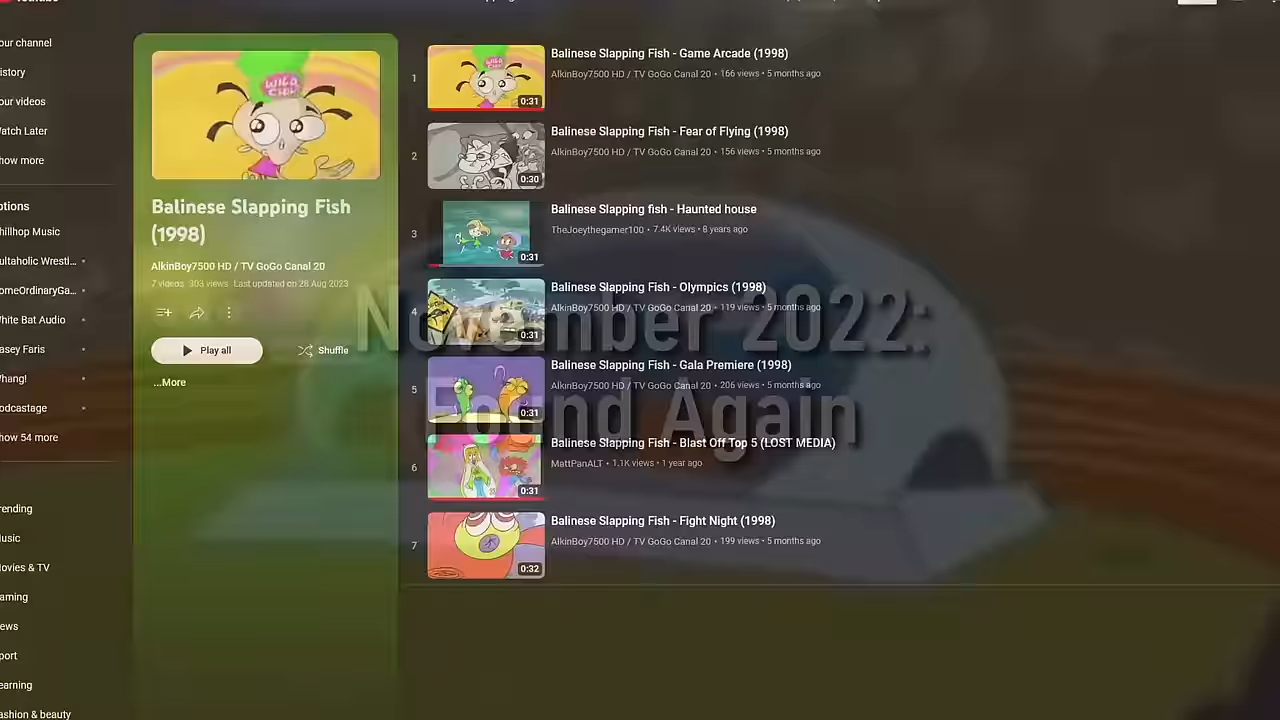 our channel
istory
our videos
atch Later
how more
ptions
hillhop Music
ultaholic Wresti...
omeOrdinaryGa...
hite Bat Audio
asey Faris
hang!
odcastage
how 54 more
rending
usic
ovies & TV
aming
ews
port
earning
ashion & beauty
WILD CHILD
Balinese Slapping Fish
(1998)
AlkinBoy7500 HD / TV GoGo Canal 20
7 videos 303 views Last updated on 28 Aug 2023
Play all
Shuffle
...More
1
0:31
Balinese Slapping Fish - Game Arcade (1998)
AlkinBoy7500 HD / TV GoGo Canal 20 • 166 views • 5 months ago
2
0:30
Balinese Slapping Fish - Fear of Flying (1998)
AlkinBoy7500 HD / TV GoGo Canal 20 • 156 views • 5 months ago
3
0:31
Balinese Slapping fish - Haunted house
TheJoeythegamer100 • 7.4K views • 8 years ago
4
0:31
Balinese Slapping Fish - Olympics (1998)
AlkinBoy7500 HD / TV GoGo Canal 20 • 119 views • 5 months ago
5
0:31
Balinese Slapping Fish - Gala Premiere (1998)
AlkinBoy7500 HD / TV GoGo Canal 20 • 206 views • 5 months ago
6
0:31
Balinese Slapping Fish - Blast Off Top 5 (LOST MEDIA)
MattPanALT • 1.1K views • 1 year ago
7
0:32
Balinese Slapping Fish - Fight Night (1998)
AlkinBoy7500 HD / TV GoGo Canal 20 • 199 views • 5 months ago
November 2022:
Found Again